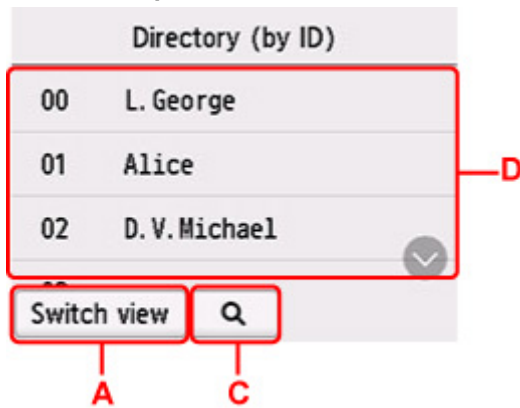 Directory (by ID)
00 L. George
01 Alice
02 D. V. Michael
D
Switch view
A C